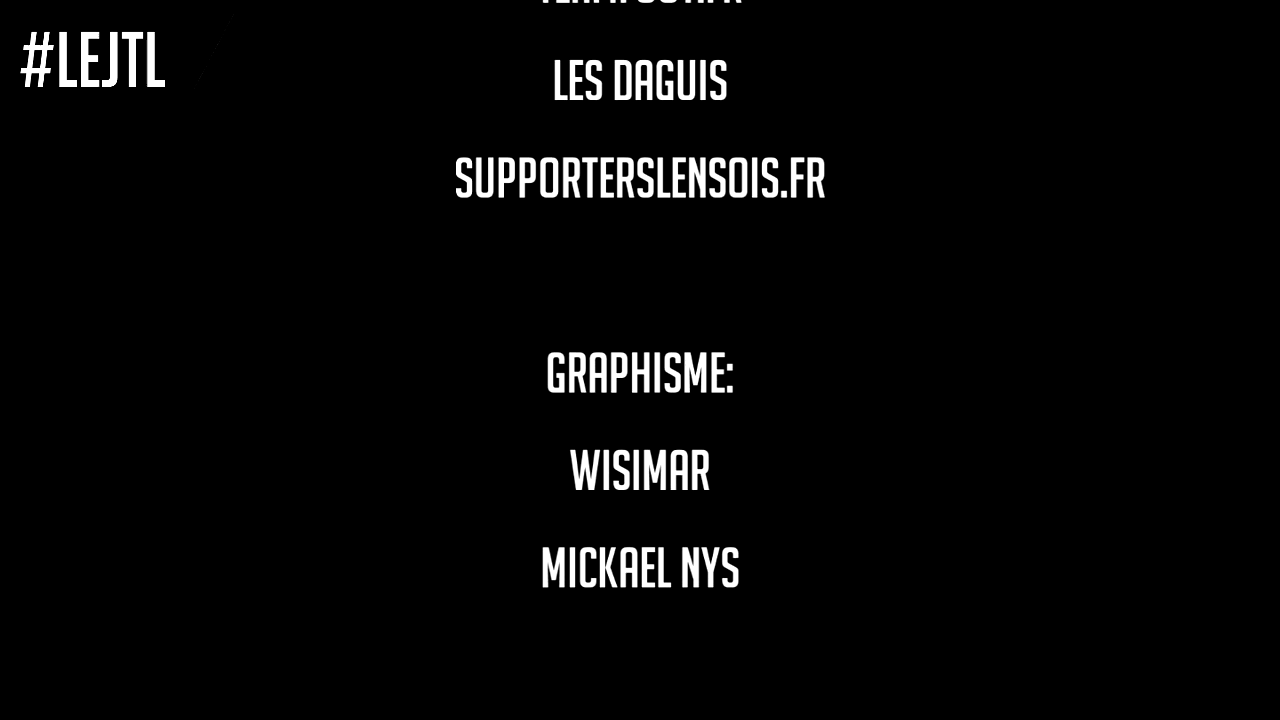 #LEJTL
LES DAGUIS
SUPPORTERSLENSOIS.FR
GRAPHISME:
WISIMAR
MICKAEL NYS